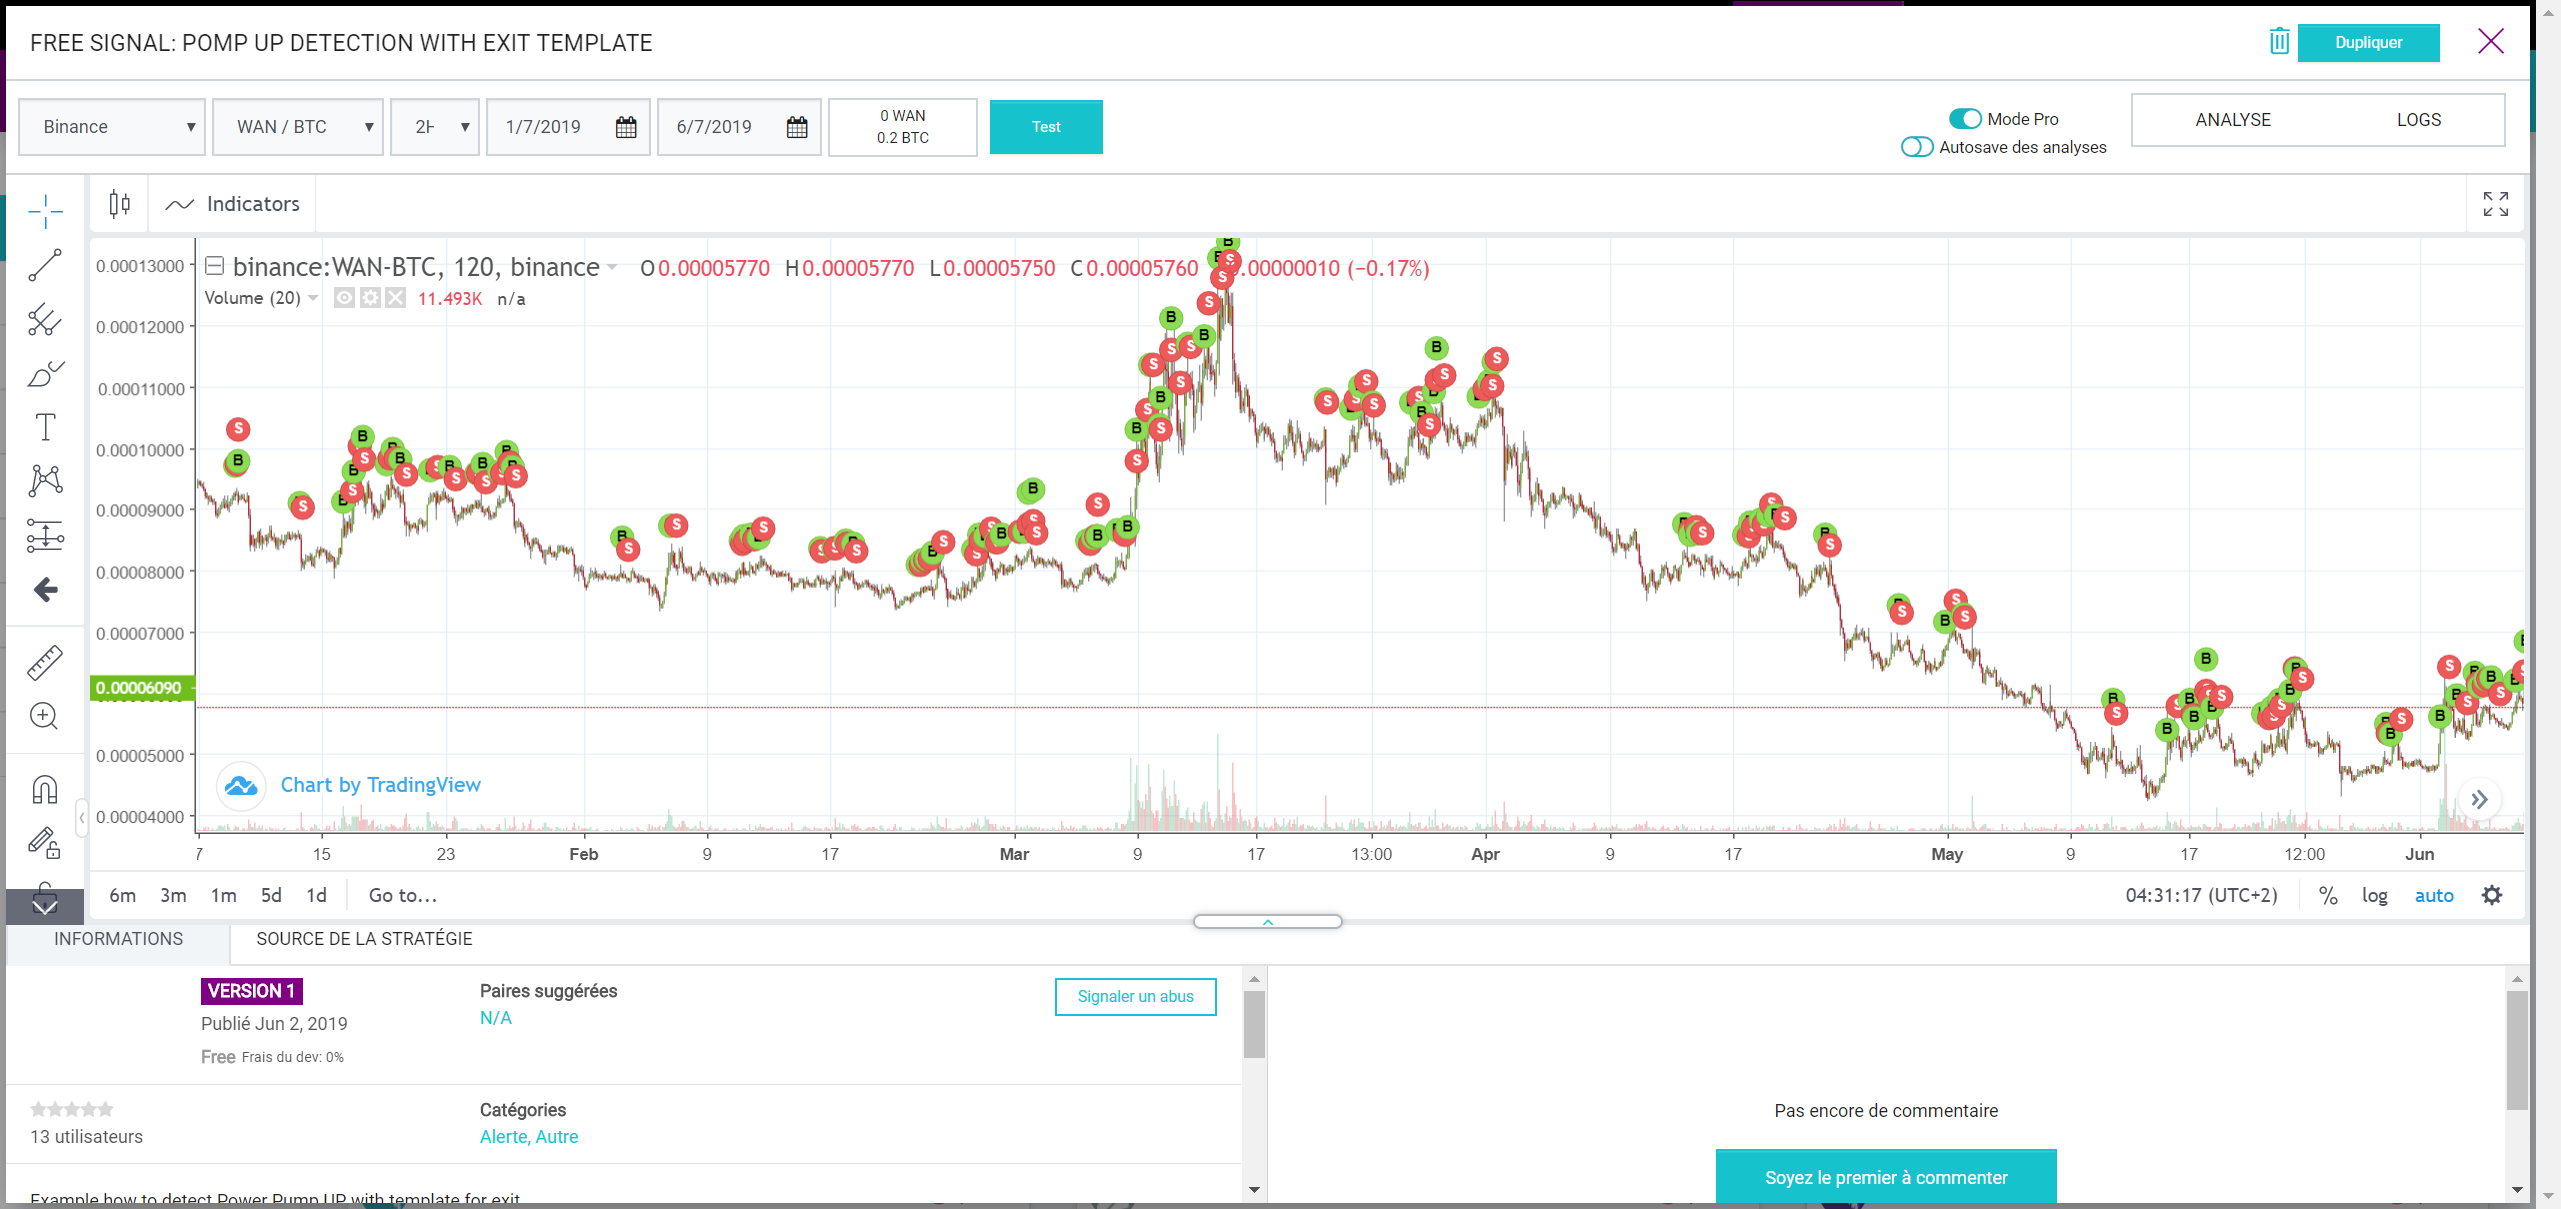 FREE SIGNAL: POMP UP DETECTION WITH EXIT TEMPLATE
Dupliquer
Binance
WAN / BTC
2H
1/7/2019
6/7/2019
0 WAN
0.2 BTC
Test
Mode Pro
Autosave des analyses
ANALYSE
LOGS
Indicators
binance:WAN-BTC, 120, binance O0.00005770 H0.00005770 L0.00005750 C0.00005760 0.00000010 (−0.17%)
Volume (20) 11.493K n/a
0.00013000
0.00012000
0.00011000
0.00010000
0.00009000
0.00008000
0.00007000
0.00006090
0.00005000
0.00004000
Chart by TradingView
7 15 23 Feb 9 17 Mar 9 17 13:00 Apr 9 17 May 9 17 12:00 Jun
6m 3m 1m 5d 1d Go to...
04:31:17 (UTC+2) % log auto
INFORMATIONS
SOURCE DE LA STRATÉGIE
VERSION 1
Publié Jun 2, 2019
Free Frais du dev: 0%
Paires suggérées
N/A
Signaler un abus
13 utilisateurs
Catégories
Alerte, Autre
Example how to detect Power Pump UP with template for exit
Pas encore de commentaire
Soyez le premier à commenter